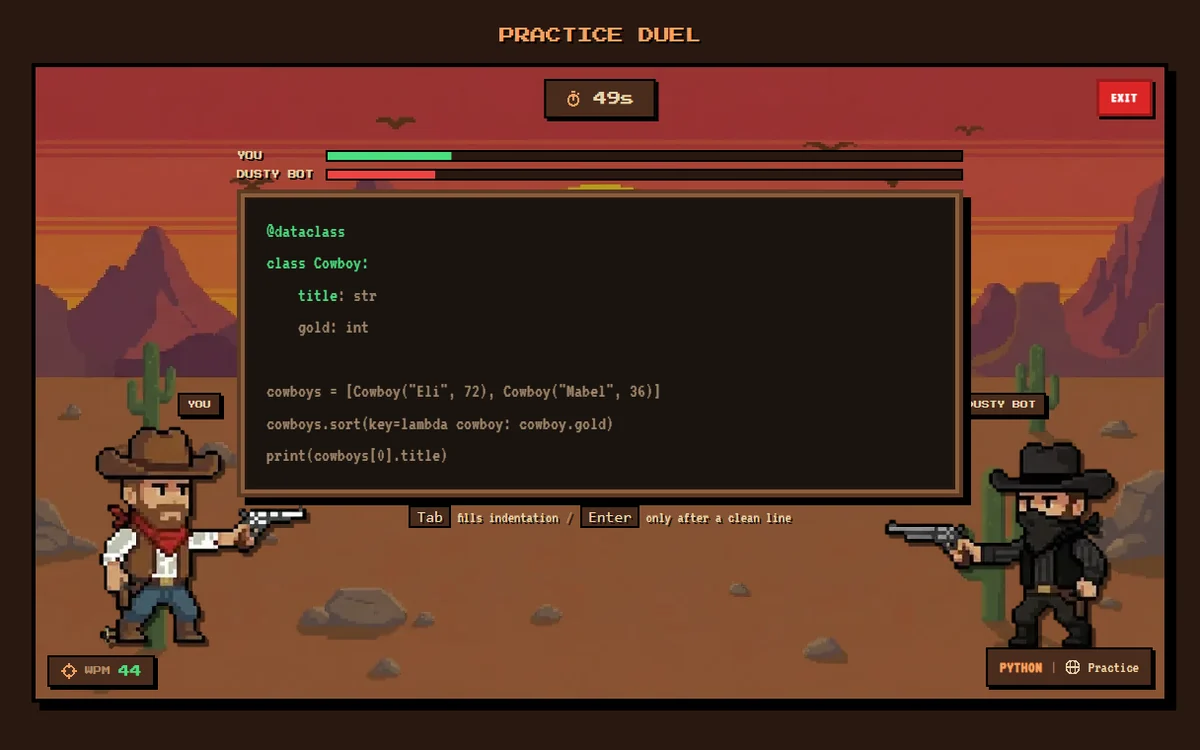 PRACTICE DUEL
49s
EXIT
YOU
DUSTY BOT
@dataclass
class Cowboy:
    title: str
    gold: int
cowboys = [Cowboy("Eli", 72), Cowboy("Mabel", 36)]
cowboys.sort(key=lambda cowboy: cowboy.gold)
print(cowboys[0].title)
YOU
DUSTY BOT
Tab fills indentation / Enter only after a clean line
WPM 44
PYTHON | Practice